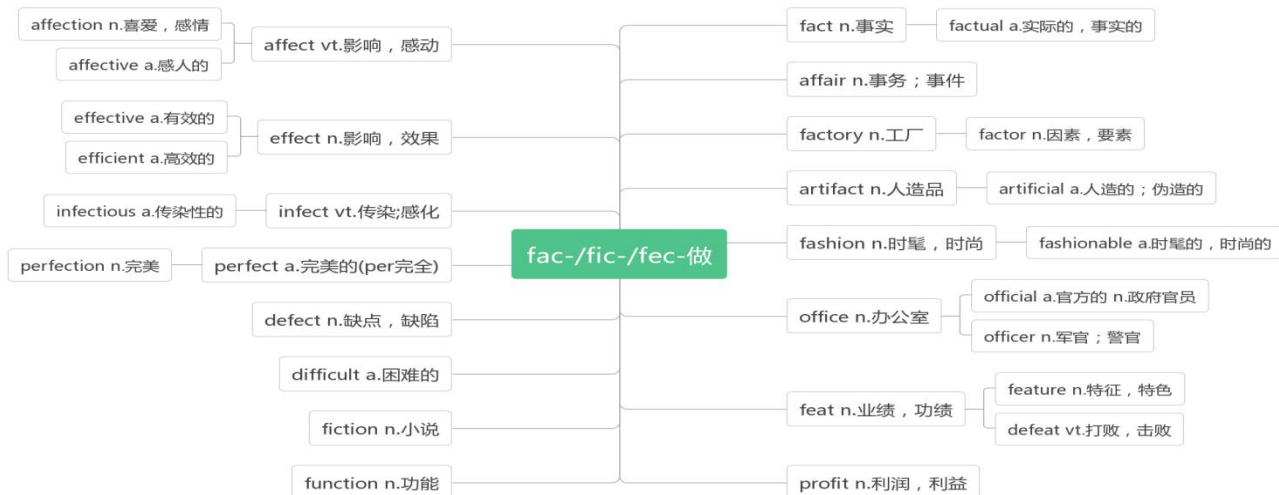 fac-/fic-/fec-做
affect vt.影响，感动
affection n.喜爱，感情
affective a.感人的
effect n.影响，效果
effective a.有效的
efficient a.高效的
infect vt.传染;感化
infectious a.传染性的
perfect a.完美的(per完全)
perfection n.完美
defect n.缺点，缺陷
difficult a.困难的
fiction n.小说
function n.功能
fact n.事实
factual a.实际的，事实的
affair n.事务；事件
factory n.工厂
factor n.因素，要素
artifact n.人造品
artificial a.人造的；伪造的
fashion n.时髦，时尚
fashionable a.时髦的，时尚的
office n.办公室
official a.官方的 n.政府官员
officer n.军官；警官
feat n.业绩，功绩
feature n.特征，特色
defeat vt.打败，击败
profit n.利润，利益